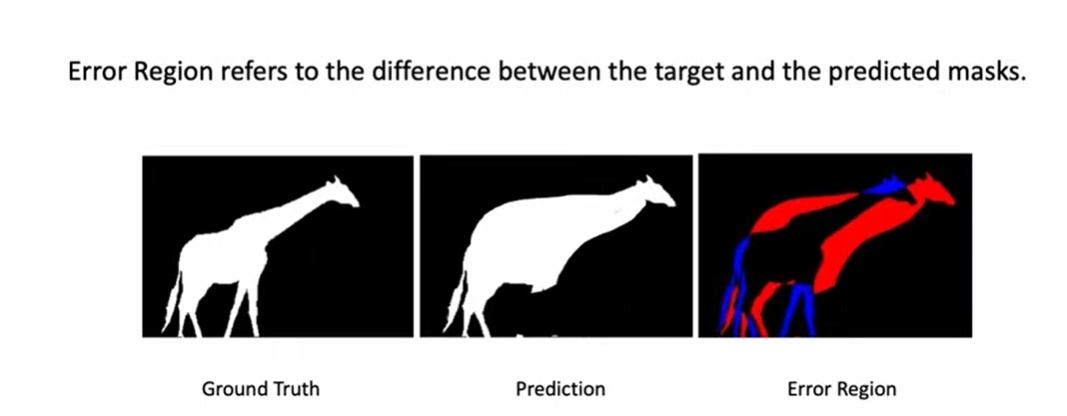 Error Region refers to the difference between the target and the predicted masks.
Ground Truth
Prediction
Error Region